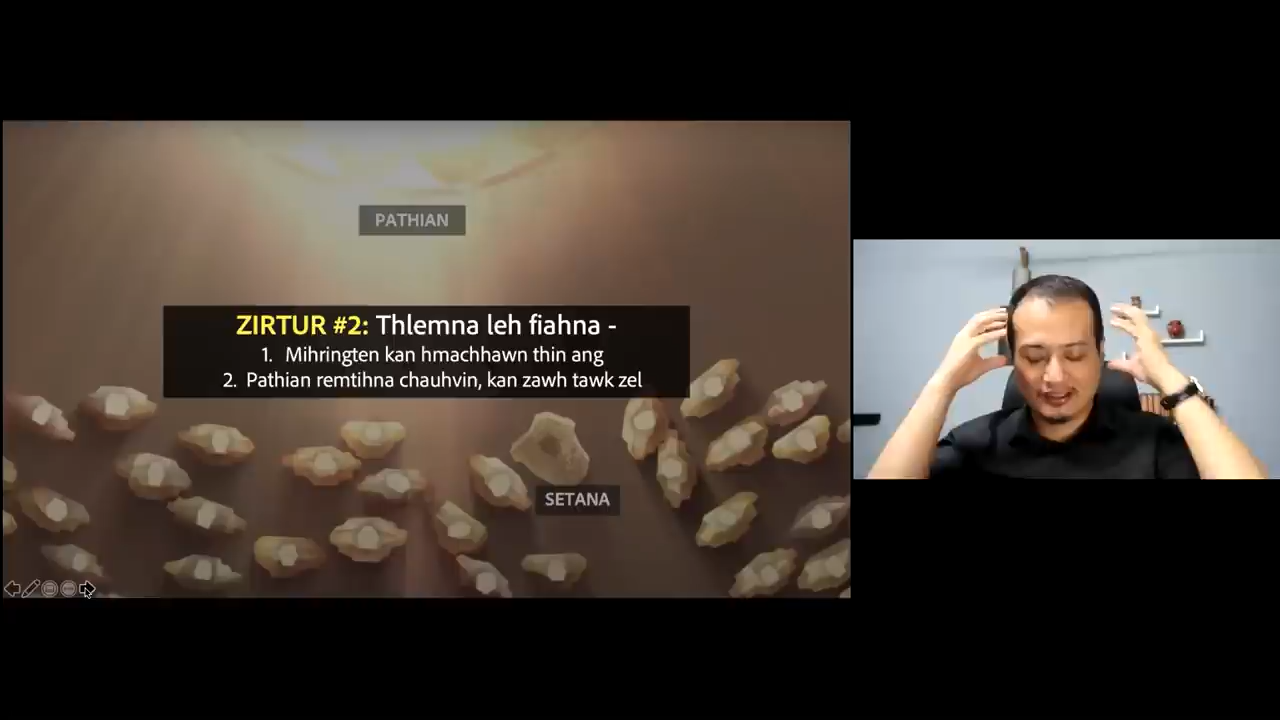 PATHIAN
ZIRTUR #2: Thlemna leh fiahna -
1. Mihringten kan hmachhawn thin ang
2. Pathian remtihna chauhvin, kan zawh tawk zel
SETANA